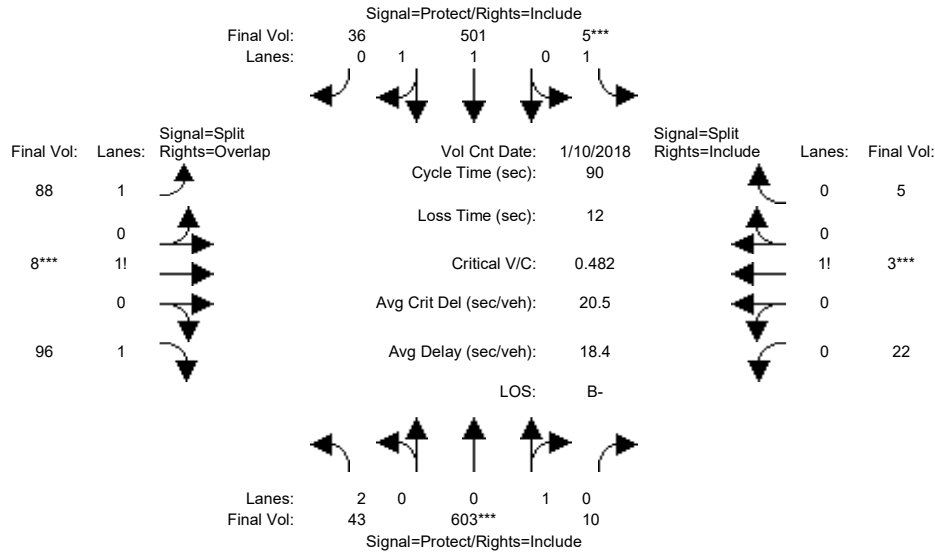 Signal=Protect/Rights=Include
Final Vol: 36 501 5***
Lanes: 0 1 1 0 1
Signal=Split
Final Vol: Lanes: Rights=Overlap
Vol Cnt Date: 1/10/2018
Signal=Split
Rights=Include Lanes: Final Vol:
Cycle Time (sec): 90
88 1
0 5
Loss Time (sec): 12
0
0
8*** 1!
Critical V/C: 0.482
1! 3***
0
Avg Crit Del (sec/veh): 20.5
0
96 1
Avg Delay (sec/veh): 18.4
0 22
LOS: B-
Lanes: 2 0 0 1 0
Final Vol: 43 603*** 10
Signal=Protect/Rights=Include